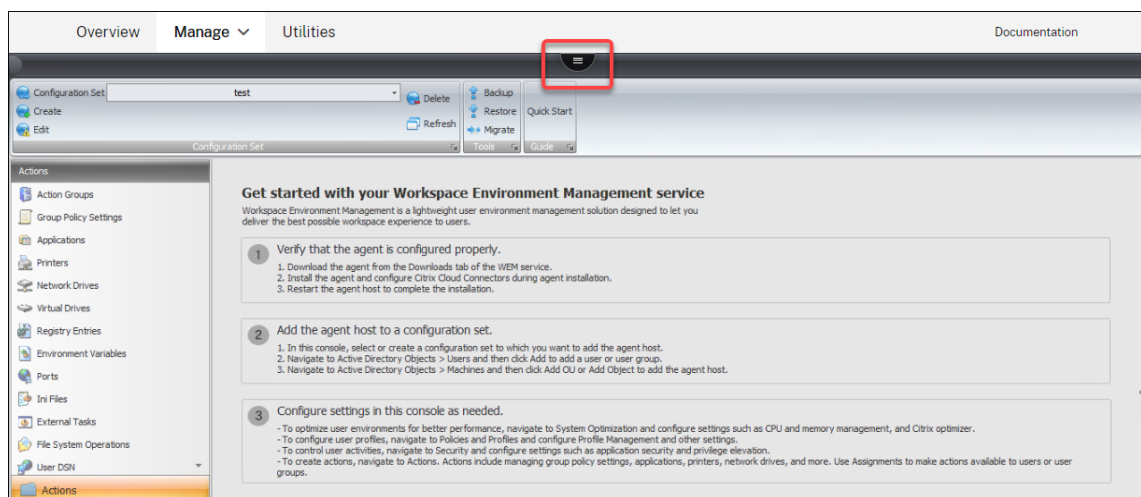 Overview Manage Utilities Documentation
Configuration Set test Delete Backup
Create Restore Quick Start
Edit Refresh Migrate
Configuration Set Tools Guide
Actions
Action Groups
Group Policy Settings
Applications
Printers
Network Drives
Virtual Drives
Registry Entries
Environment Variables
Ports
Ini Files
External Tasks
File System Operations
User DSN
Actions
Get started with your Workspace Environment Management service
Workspace Environment Management is a lightweight user environment management solution designed to let you
deliver the best possible workspace experience to users.
1 Verify that the agent is configured properly.
1. Download the agent from the Downloads tab of the WEM service.
2. Install the agent and configure Citrix Cloud Connectors during agent installation.
3. Restart the agent host to complete the installation.
2 Add the agent host to a configuration set.
1. In this console, select or create a configuration set to which you want to add the agent host.
2. Navigate to Active Directory Objects > Users and then click Add to add a user or user group.
3. Navigate to Active Directory Objects > Machines and then click Add OU or Add Object to add the agent host.
3 Configure settings in this console as needed.
- To optimize user environments for better performance, navigate to System Optimization and configure settings such as CPU and memory management, and Citrix optimizer.
- To configure user profiles, navigate to Policies and Profiles and configure Profile Management and other settings.
- To control user activities, navigate to Security and configure settings such as application security and privilege elevation.
- To create actions, navigate to Actions. Actions include managing group policy settings, applications, printers, network drives, and more. Use Assignments to make actions available to users or user
groups.